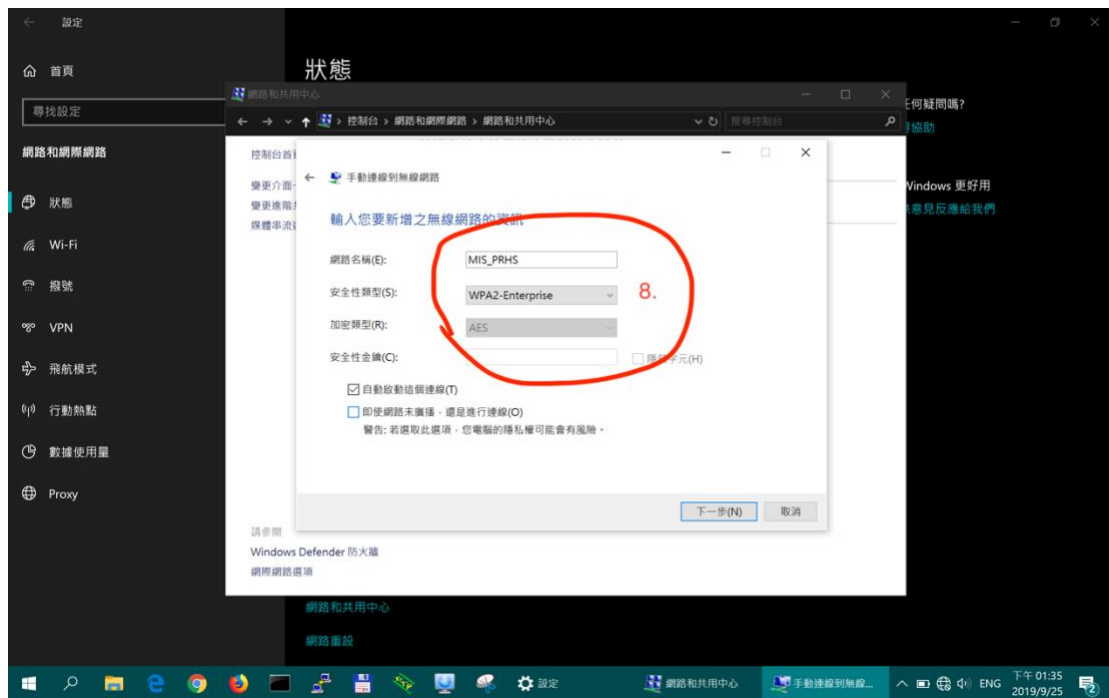 設定
首頁
尋找設定
網路和網際網路
狀態
Wi-Fi
撥號
VPN
飛航模式
行動熱點
數據使用量
Proxy
狀態
網路和共用中心
控制台 › 網路和網際網路 › 網路和共用中心
搜尋控制台
任何疑問嗎?
協助
Windows 更好用
意見反應給我們
控制台首
變更介面
變更進階
媒體串流
手動連線到無線網路
輸入您要新增之無線網路的資訊
網路名稱(E):
MIS_PRHS
安全性類型(S):
WPA2-Enterprise
8.
加密類型(R):
AES
安全性金鑰(C):
隱藏字元(H)
自動啟動這個連線(T)
即使網路未廣播,還是進行連線(O)
警告: 若選取此選項,您電腦的隱私權可能會有風險。
下一步(N)
取消
請參閱
Windows Defender 防火牆
網際網路選項
網路和共用中心
網路重設
設定
網路和共用中心
手動連線到無線...
ENG
下午 01:35
2019/9/25
2